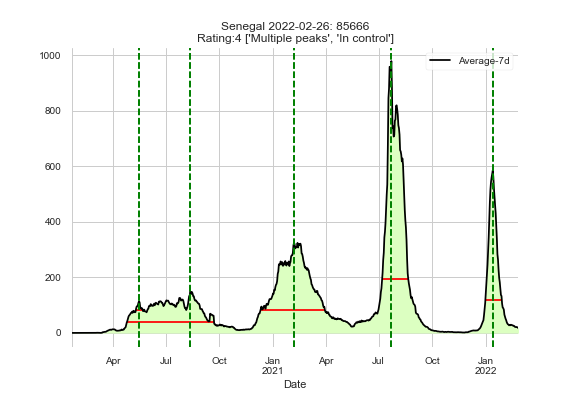 Senegal 2022-02-26: 85666
Rating:4 ['Multiple peaks', 'In control']
Average-7d
1000
800
600
400
200
0
Apr Jul Oct Jan Apr Jul Oct Jan
2021 2022
Date